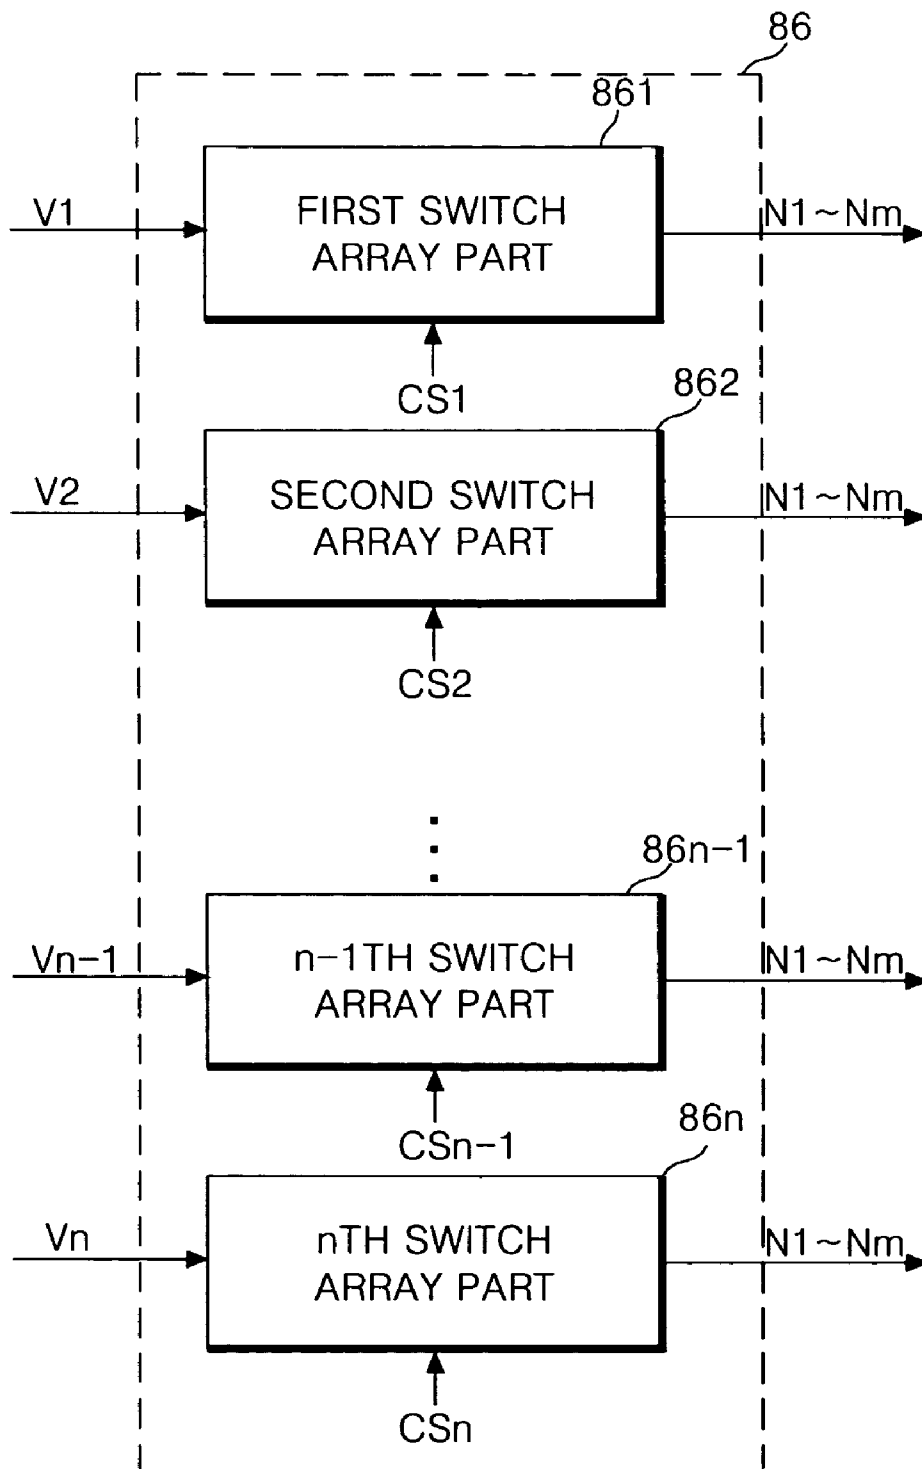 86
861
V1
FIRST SWITCH
ARRAY PART
N1~Nm
CS1
862
V2
SECOND SWITCH
ARRAY PART
N1~Nm
CS2
86n-1
Vn-1
n-1TH SWITCH
ARRAY PART
N1~Nm
CSn-1
86n
Vn
nTH SWITCH
ARRAY PART
N1~Nm
CSn